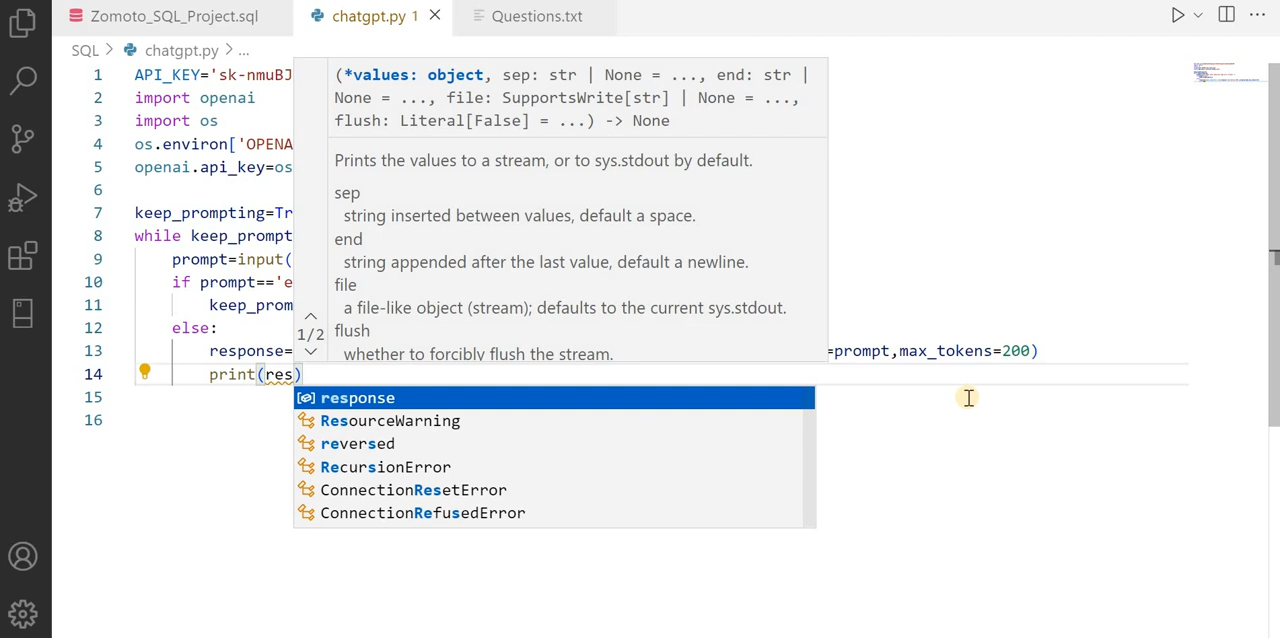 Zomoto_SQL_Project.sql
chatgpt.py 1
Questions.txt
SQL > chatgpt.py > ...
1 API_KEY='sk-nmuBJ
2 import openai
3 import os
4 os.environ['OPENA
5 openai.api_key=os
6
7 keep_prompting=Tr
8 while keep_prompt
9 prompt=input(
10 if prompt=='e
11 keep_prom
12 else:
13 response= =prompt,max_tokens=200)
14 print(res)
15
16
(*values: object, sep: str | None = ..., end: str |
None = ..., file: SupportsWrite[str] | None = ...,
flush: Literal[False] = ...) -> None
Prints the values to a stream, or to sys.stdout by default.
sep
string inserted between values, default a space.
end
string appended after the last value, default a newline.
file
a file-like object (stream); defaults to the current sys.stdout.
1/2
flush
whether to forcibly flush the stream.
response
ResourceWarning
reversed
RecursionError
ConnectionResetError
ConnectionRefusedError